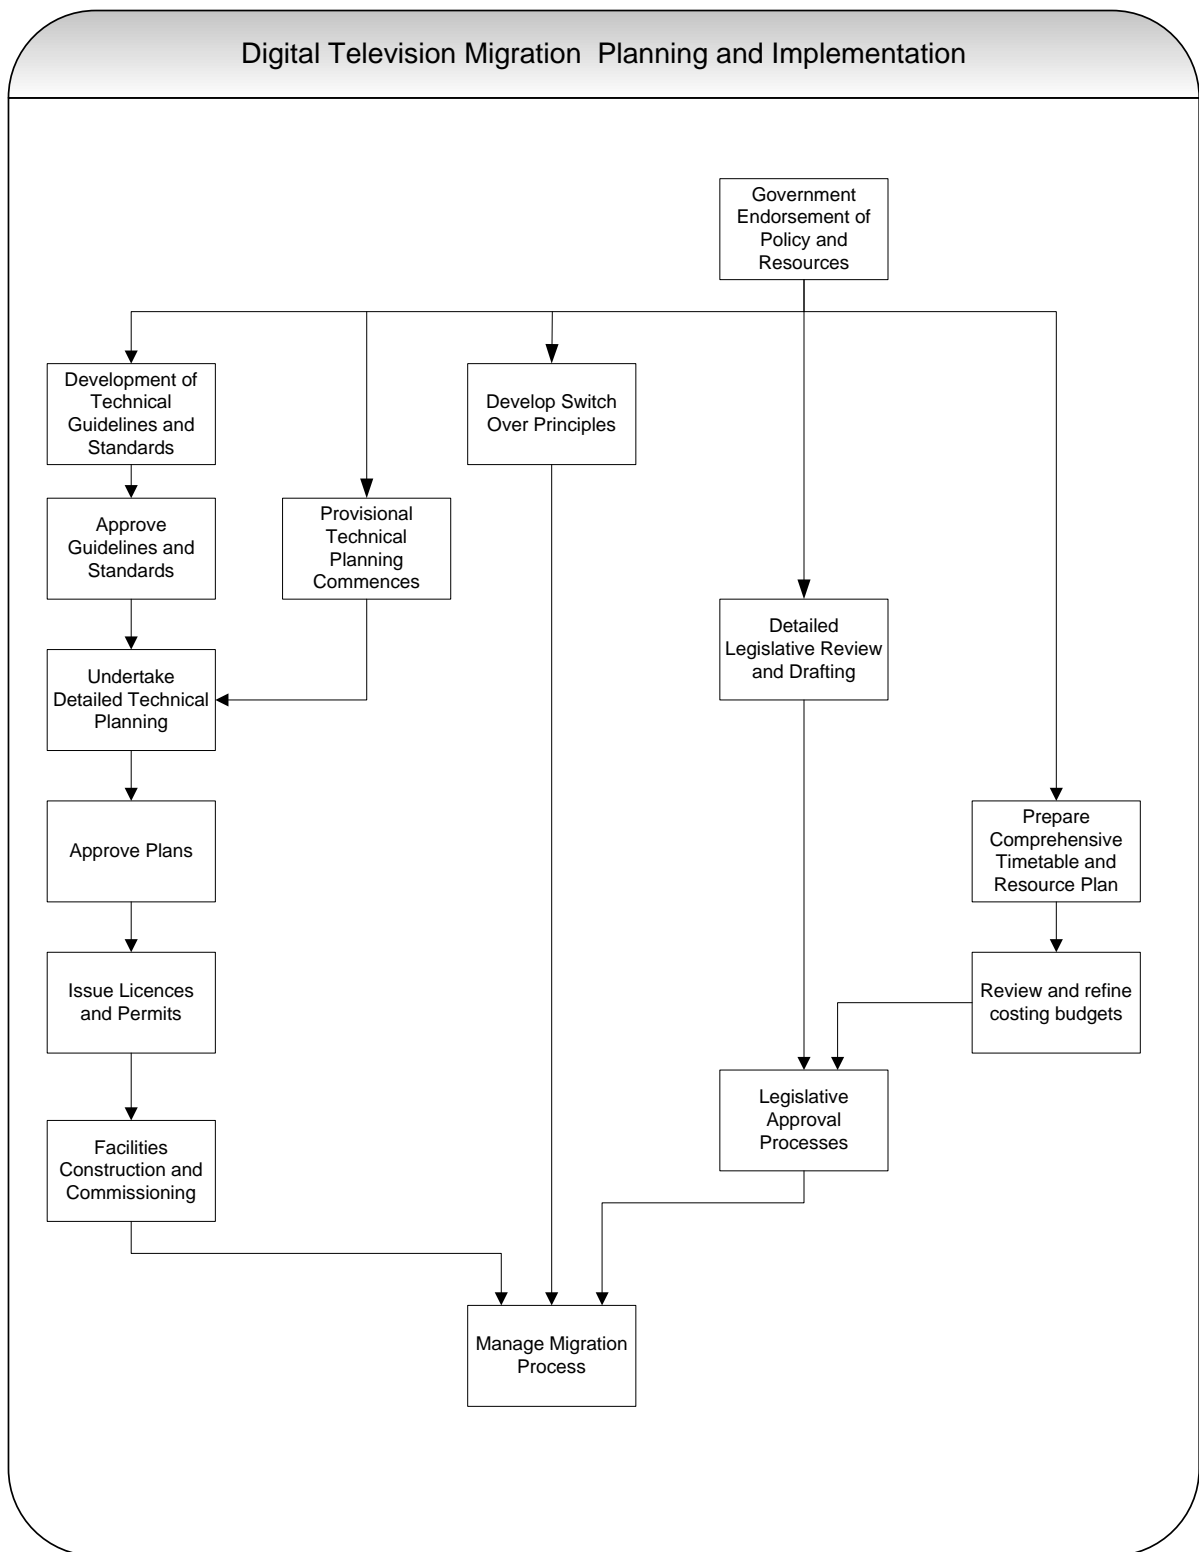 Digital Television Migration  Planning and Implementation
Government
Endorsement of
Policy and
Resources
Development of
Technical
Guidelines and
Standards
Develop Switch
Over Principles
Approve
Guidelines and
Standards
Provisional
Technical
Planning
Commences
Detailed
Legislative Review
and Drafting
Undertake
Detailed Technical
Planning
Approve Plans
Prepare
Comprehensive
Timetable and
Resource Plan
Issue Licences
and Permits
Review and refine
costing budgets
Legislative
Approval
Processes
Facilities
Construction and
Commissioning
Manage Migration
Process